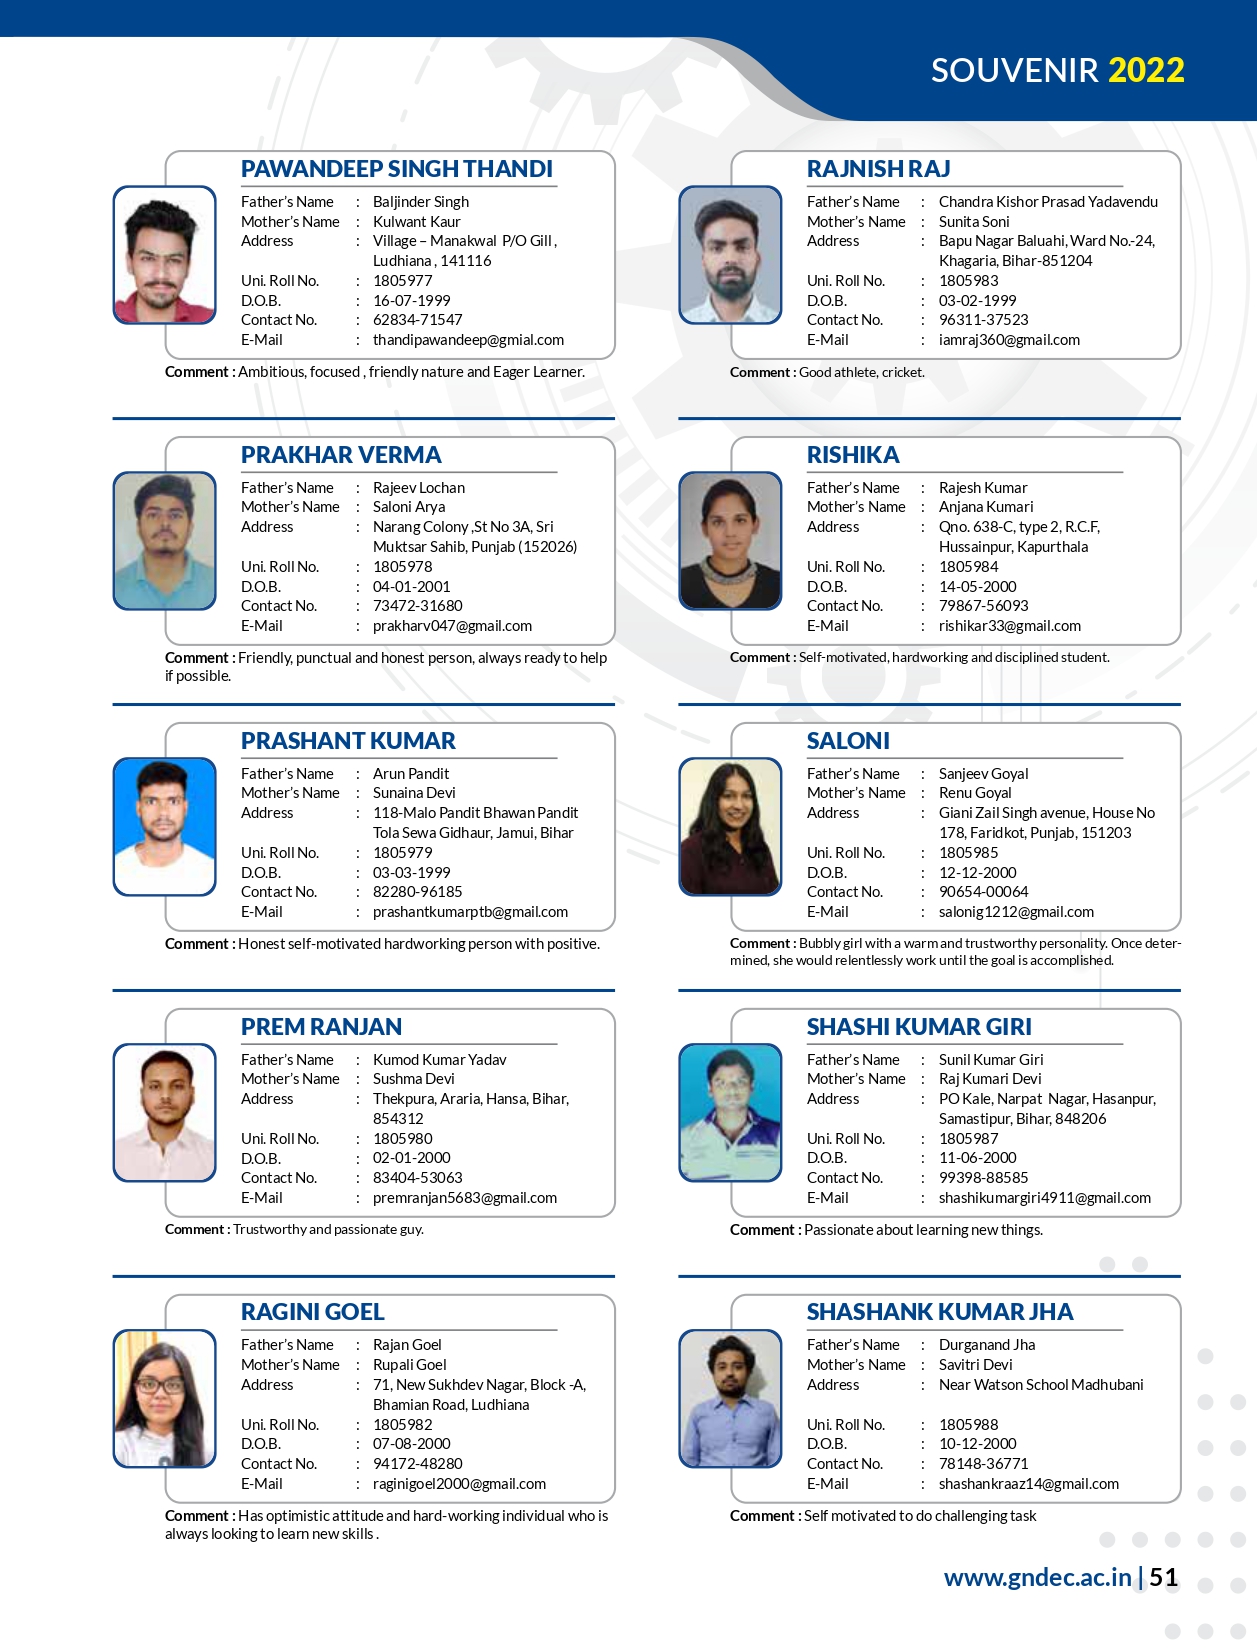 SOUVENIR 2022
PAWANDEEP SINGH THANDI
Father's Name : Baljinder Singh
Mother's Name : Kulwant Kaur
Address : Village – Manakwal P/O Gill ,
Ludhiana , 141116
Uni. Roll No. : 1805977
D.O.B. : 16-07-1999
Contact No. : 62834-71547
E-Mail : thandipawandeep@gmial.com
Comment : Ambitious, focused , friendly nature and Eager Learner.
PRAKHAR VERMA
Father's Name : Rajeev Lochan
Mother's Name : Saloni Arya
Address : Narang Colony ,St No 3A, Sri
Muktsar Sahib, Punjab (152026)
Uni. Roll No. : 1805978
D.O.B. : 04-01-2001
Contact No. : 73472-31680
E-Mail : prakharv047@gmail.com
Comment : Friendly, punctual and honest person, always ready to help
if possible.
PRASHANT KUMAR
Father's Name : Arun Pandit
Mother's Name : Sunaina Devi
Address : 118-Malo Pandit Bhawan Pandit
Tola Sewa Gidhaur, Jamui, Bihar
Uni. Roll No. : 1805979
D.O.B. : 03-03-1999
Contact No. : 82280-96185
E-Mail : prashantkumarptb@gmail.com
Comment : Honest self-motivated hardworking person with positive.
PREM RANJAN
Father's Name : Kumod Kumar Yadav
Mother's Name : Sushma Devi
Address : Thekpura, Araria, Hansa, Bihar,
854312
Uni. Roll No. : 1805980
D.O.B. : 02-01-2000
Contact No. : 83404-53063
E-Mail : premranjan5683@gmail.com
Comment : Trustworthy and passionate guy.
RAGINI GOEL
Father's Name : Rajan Goel
Mother's Name : Rupali Goel
Address : 71, New Sukhdev Nagar, Block -A,
Bhamian Road, Ludhiana
Uni. Roll No. : 1805982
D.O.B. : 07-08-2000
Contact No. : 94172-48280
E-Mail : raginigoel2000@gmail.com
Comment : Has optimistic attitude and hard-working individual who is
always looking to learn new skills .
RAJNISH RAJ
Father's Name : Chandra Kishor Prasad Yadavendu
Mother's Name : Sunita Soni
Address : Bapu Nagar Baluahi, Ward No.-24,
Khagaria, Bihar-851204
Uni. Roll No. : 1805983
D.O.B. : 03-02-1999
Contact No. : 96311-37523
E-Mail : iamraj360@gmail.com
Comment : Good athlete, cricket.
RISHIKA
Father's Name : Rajesh Kumar
Mother's Name : Anjana Kumari
Address : Qno. 638-C, type 2, R.C.F,
Hussainpur, Kapurthala
Uni. Roll No. : 1805984
D.O.B. : 14-05-2000
Contact No. : 79867-56093
E-Mail : rishikar33@gmail.com
Comment : Self-motivated, hardworking and disciplined student.
SALONI
Father's Name : Sanjeev Goyal
Mother's Name : Renu Goyal
Address : Giani Zail Singh avenue, House No
178, Faridkot, Punjab, 151203
Uni. Roll No. : 1805985
D.O.B. : 12-12-2000
Contact No. : 90654-00064
E-Mail : salonig1212@gmail.com
Comment : Bubbly girl with a warm and trustworthy personality. Once deter-
mined, she would relentlessly work until the goal is accomplished.
SHASHI KUMAR GIRI
Father's Name : Sunil Kumar Giri
Mother's Name : Raj Kumari Devi
Address : PO Kale, Narpat Nagar, Hasanpur,
Samastipur, Bihar, 848206
Uni. Roll No. : 1805987
D.O.B. : 11-06-2000
Contact No. : 99398-88585
E-Mail : shashikumargiri4911@gmail.com
Comment : Passionate about learning new things.
SHASHANK KUMAR JHA
Father's Name : Durganand Jha
Mother's Name : Savitri Devi
Address : Near Watson School Madhubani
Uni. Roll No. : 1805988
D.O.B. : 10-12-2000
Contact No. : 78148-36771
E-Mail : shashankraaz14@gmail.com
Comment : Self motivated to do challenging task
www.gndec.ac.in | 51